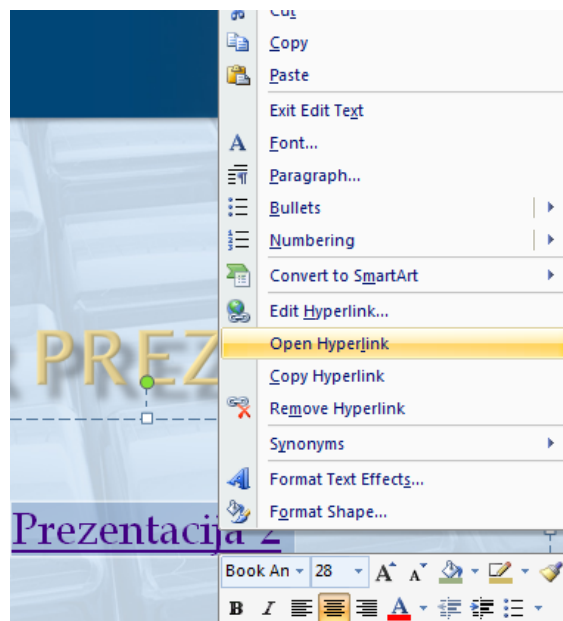 Cut
Copy
Paste
Exit Edit Text
Font...
Paragraph...
Bullets
Numbering
Convert to SmartArt
Edit Hyperlink...
PREZ
Open Hyperlink
Copy Hyperlink
Remove Hyperlink
Synonyms
Format Text Effects...
Format Shape...
Prezentacija 2
Book An 28 A A
B I A